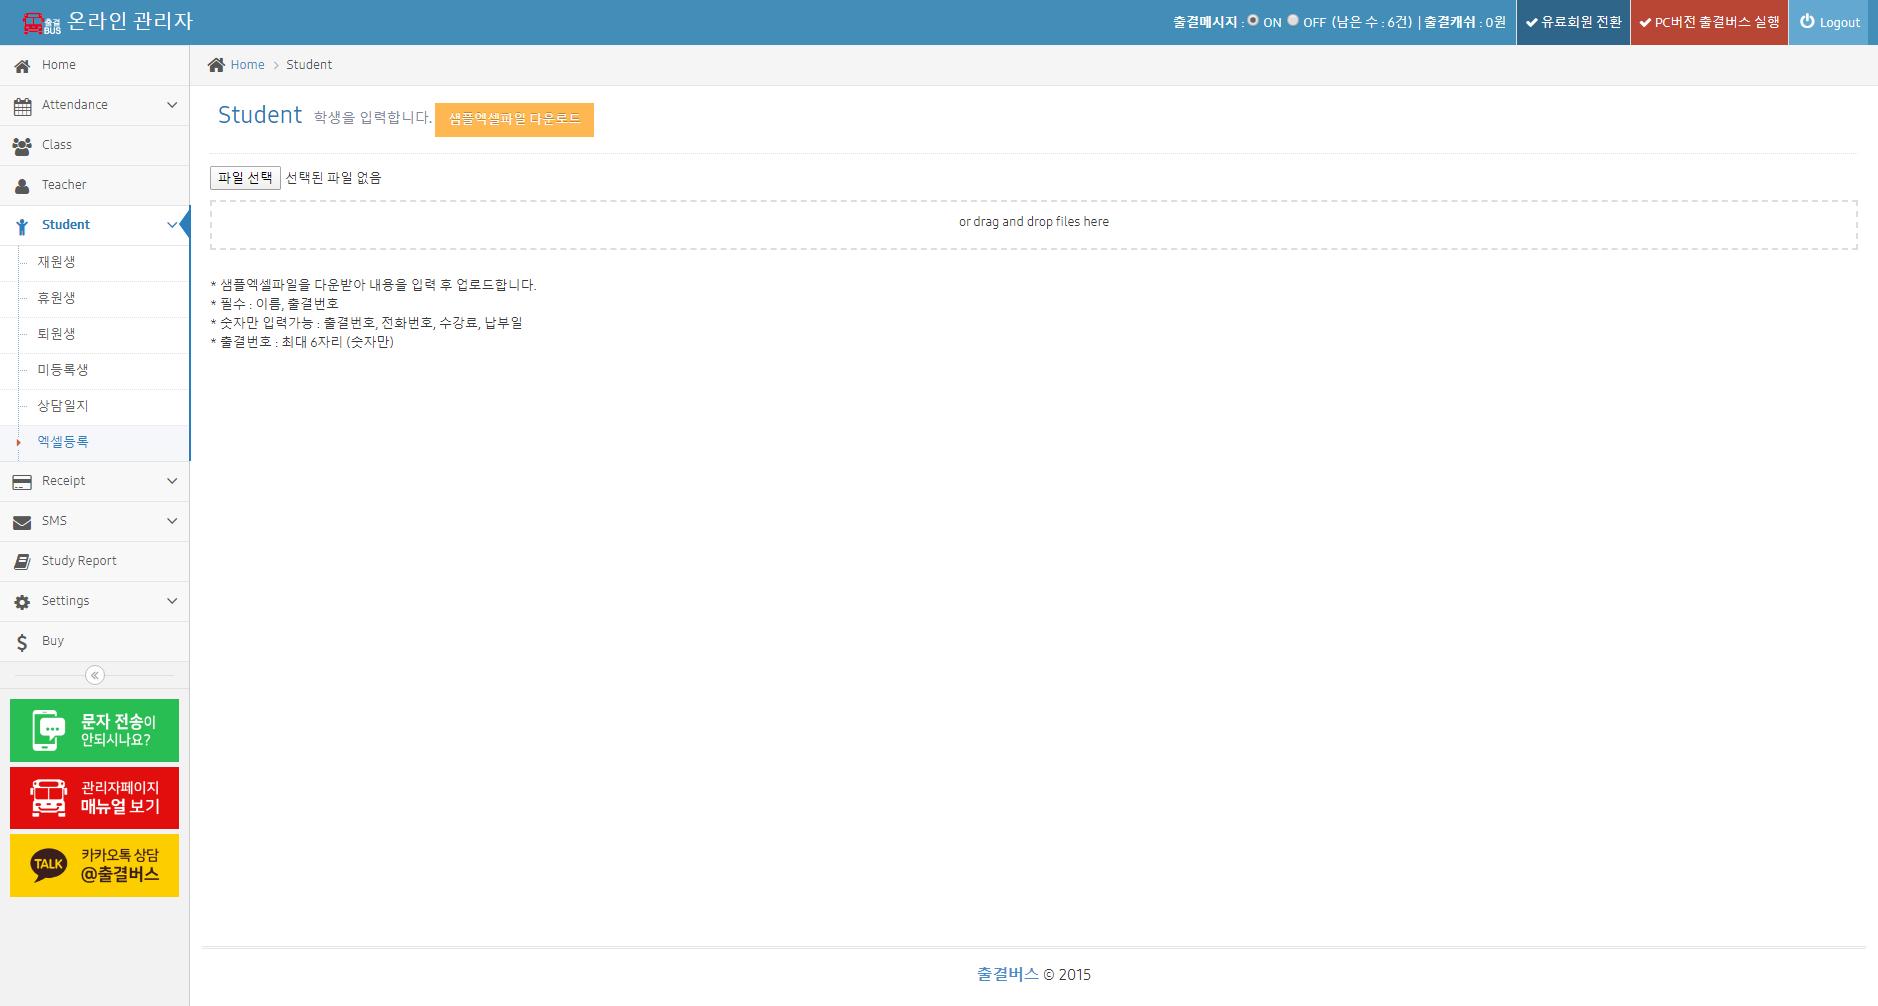 출결 BUS 온라인 관리자
출결메시지 : ON OFF (남은 수 : 6건) | 출결캐쉬 : 0원
유료회원 전환
PC버전 출결버스 실행
Logout
Home
Attendance
Class
Teacher
Student
재원생
휴원생
퇴원생
미등록생
상담일지
엑셀등록
Receipt
SMS
Study Report
Settings
Buy
문자 전송이
안되시나요?
관리자페이지
매뉴얼 보기
TALK
카카오톡 상담
@출결버스
Home > Student
Student 학생을 입력합니다. 샘플엑셀파일 다운로드
파일 선택 선택된 파일 없음
or drag and drop files here
* 샘플엑셀파일을 다운받아 내용을 입력 후 업로드합니다.
* 필수 : 이름, 출결번호
* 숫자만 입력가능 : 출결번호, 전화번호, 수강료, 납부일
* 출결번호 : 최대 6자리 (숫자만)
출결버스 © 2015